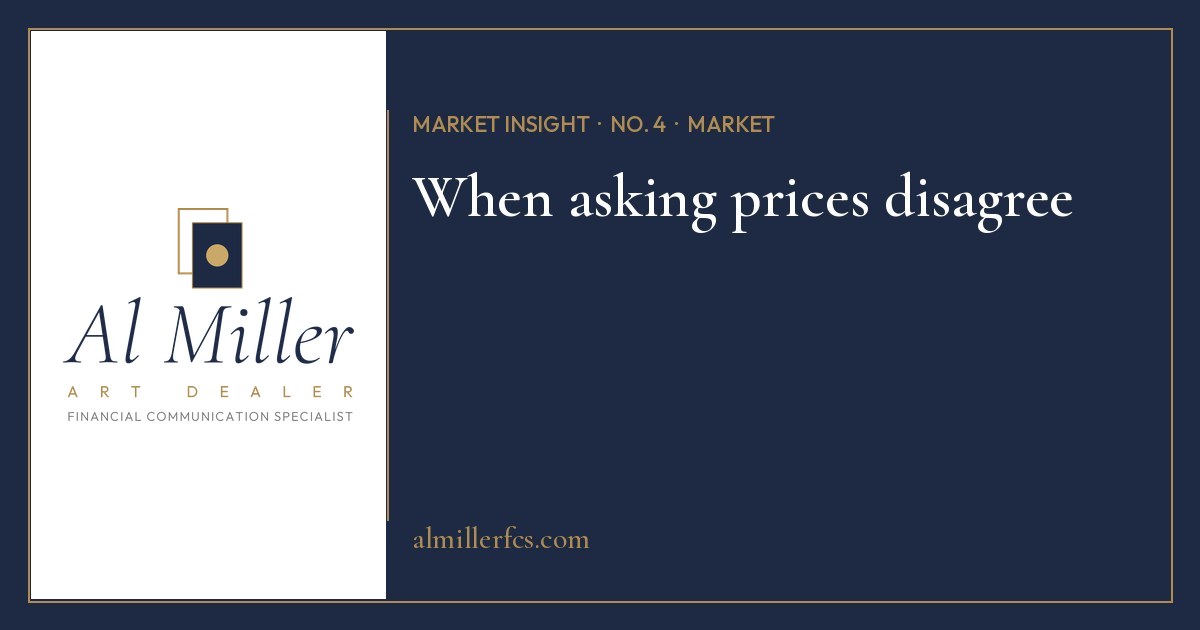 Al Miller
ART DEALER
FINANCIAL COMMUNICATION SPECIALIST
MARKET INSIGHT · NO. 4 · MARKET
When asking prices disagree
almillerfcs.com